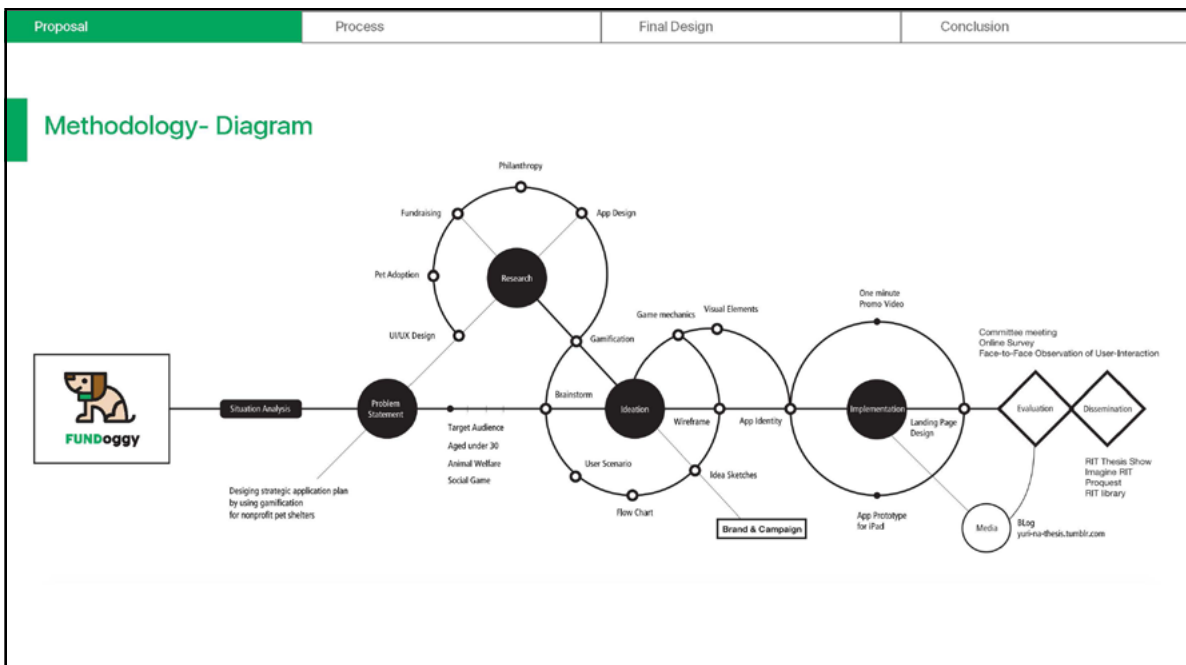 Proposal
Process
Final Design
Conclusion
Methodology- Diagram
Philanthropy
Fundraising
App Design
Pet Adoption
Research
UI/UX Design
Gamification
Game mechanics
Visual Elements
One minute
Promo Video
Committee meeting
Online Survey
Face-to-Face Observation of User-Interaction
FUNDoggy
Situation Analysis
Problem
Statement
Target Audience
Aged under 30
Animal Welfare
Social Game
Brainstorm
Ideation
Wireframe
App Identity
Implementation
Landing Page
Design
Evaluation
Dissemination
Desiging strategic application plan
by using gamification
for nonprofit pet shelters
User Scenario
Flow Chart
Idea Sketches
Brand & Campaign
App Prototype
for iPad
Media
BLog
yuri-na-thesis.tumblr.com
RIT Thesis Show
Imagine RIT
Proquest
RIT library